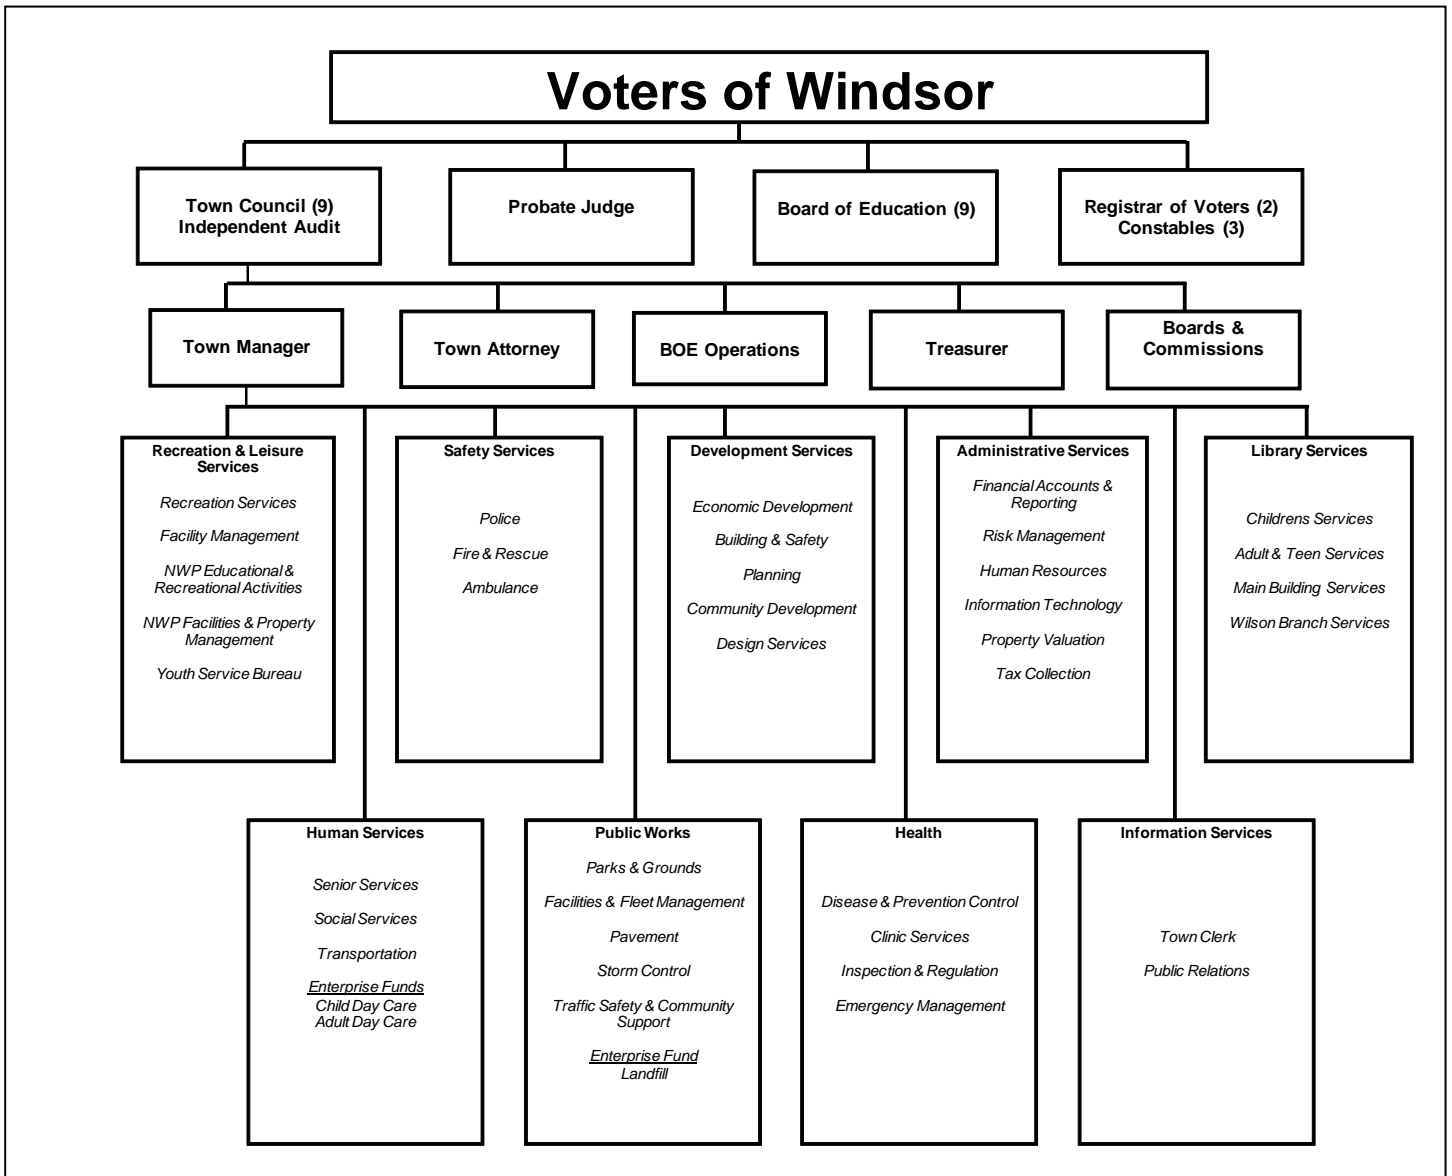 Voters of Windsor
Town Council (9)
Independent Audit
Probate Judge
Board of Education (9)
Registrar of Voters (2)
Constables (3)
Town Manager
Town Attorney
BOE Operations
Treasurer
Boards &
Commissions
Recreation & Leisure
Services
Recreation Services
Facility Management
NWP Educational &
Recreational Activities
NWP Facilities & Property
Management
Youth Service Bureau
Safety Services
Police
Fire & Rescue
Ambulance
Development Services
Economic Development
Building & Safety
Planning
Community Development
Design Services
Administrative Services
Financial Accounts &
Reporting
Risk Management
Human Resources
Information Technology
Property Valuation
Tax Collection
Library Services
Childrens Services
Adult & Teen Services
Main Building Services
Wilson Branch Services
Human Services
Senior Services
Social Services
Transportation
Enterprise Funds
Child Day Care
Adult Day Care
Public Works
Parks & Grounds
Facilities & Fleet Management
Pavement
Storm Control
Traffic Safety & Community
Support
Enterprise Fund
Landfill
Health
Disease & Prevention Control
Clinic Services
Inspection & Regulation
Emergency Management
Information Services
Town Clerk
Public Relations